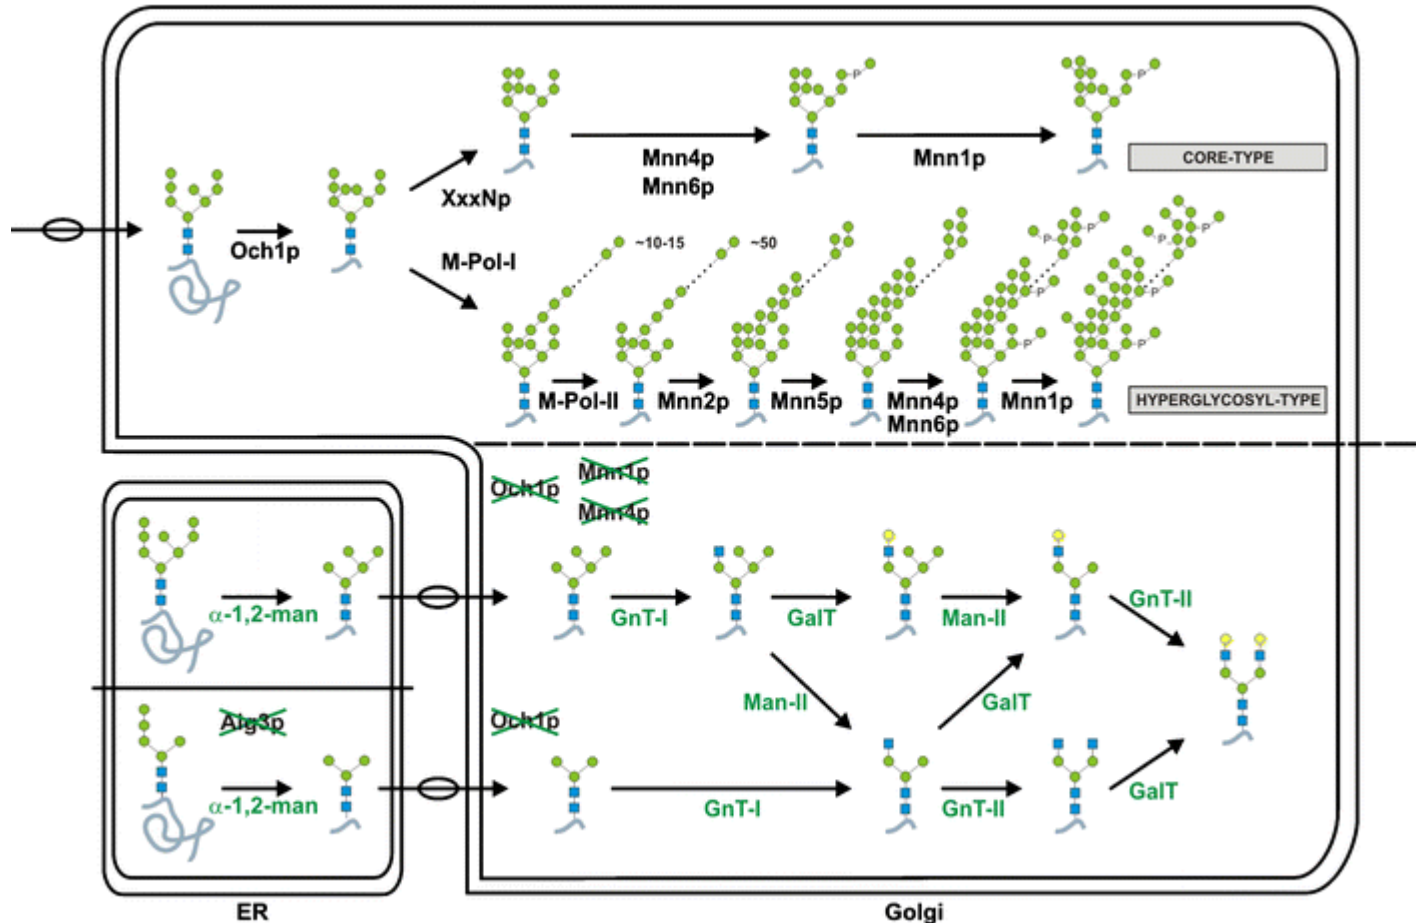 P
P
Mnn4p
Mnn6p
Mnn1p
CORE-TYPE
XxxNp
Och1p
M-Pol-I
~10-15
~50
P
P
P
P
P
P
P
P
P
M-Pol-II
Mnn2p
Mnn5p
Mnn4p
Mnn6p
Mnn1p
HYPERGLYCOSYL-TYPE
Och1p
Mnn1p
Mnn4p
α-1,2-man
GnT-I
GalT
Man-II
GnT-II
Man-II
GalT
Alg3p
Och1p
α-1,2-man
GnT-I
GnT-II
GalT
ER
Golgi